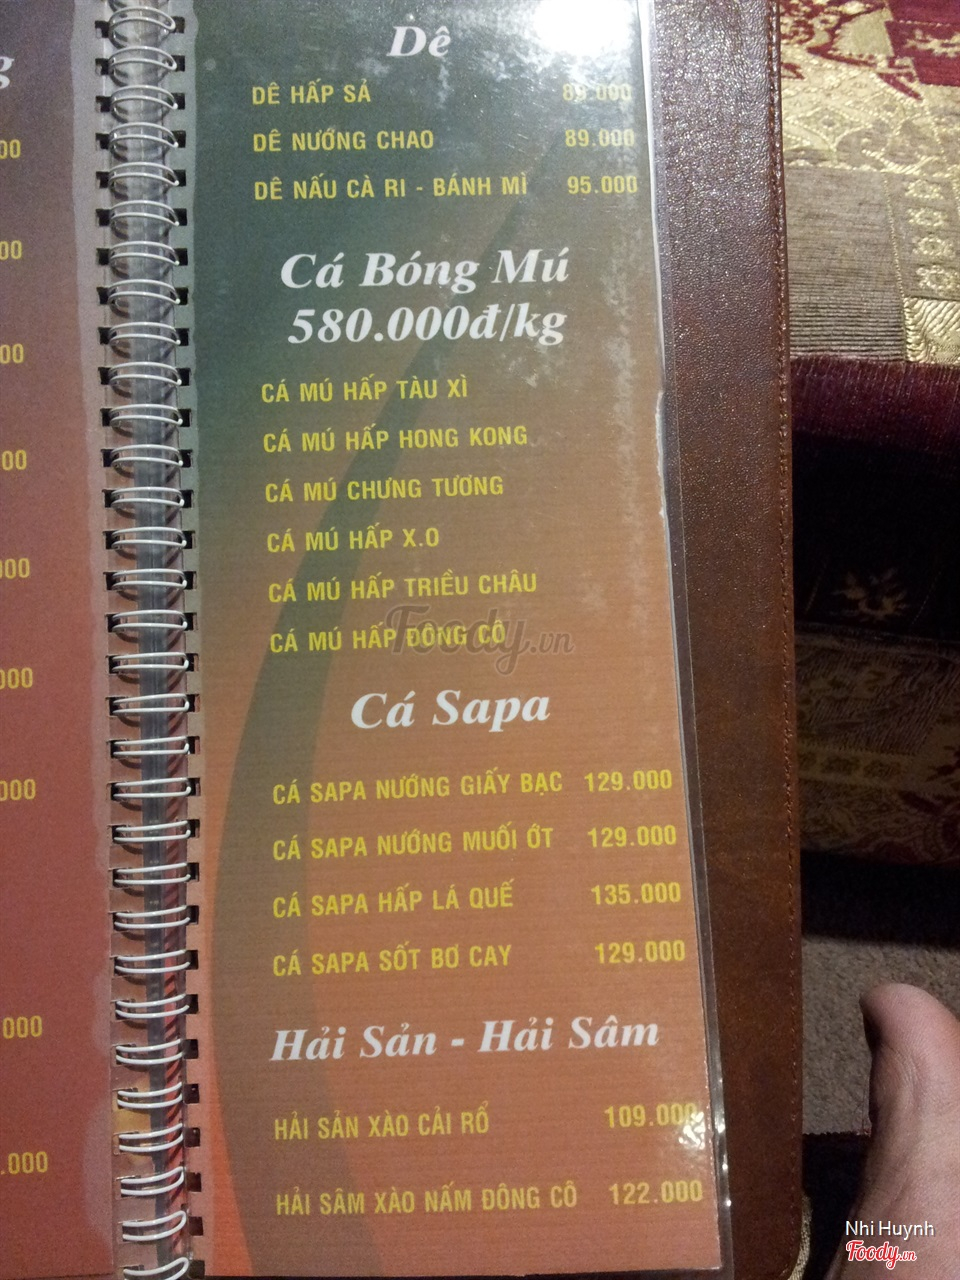 Dê
DÊ HẤP SẢ 89.000
DÊ NƯỚNG CHAO 89.000
DÊ NẤU CÀ RI - BÁNH MÌ 95.000
Cá Bóng Mú
580.000đ/kg
CÁ MÚ HẤP TÀU XÌ
CÁ MÚ HẤP HONG KONG
CÁ MÚ CHƯNG TƯƠNG
CÁ MÚ HẤP X.O
CÁ MÚ HẤP TRIỀU CHÂU
CÁ MÚ HẤP ĐÔNG CÔ
Foody.vn
Cá Sapa
CÁ SAPA NƯỚNG GIẤY BẠC 129.000
CÁ SAPA NƯỚNG MUỐI ỚT 129.000
CÁ SAPA HẤP LÁ QUẾ 135.000
CÁ SAPA SỐT BƠ CAY 129.000
Hải Sản - Hải Sâm
HẢI SẢN XÀO CẢI RỔ 109.000
HẢI SÂM XÀO NẤM ĐÔNG CÔ 122.000
Nhi Huynh
Foody.vn